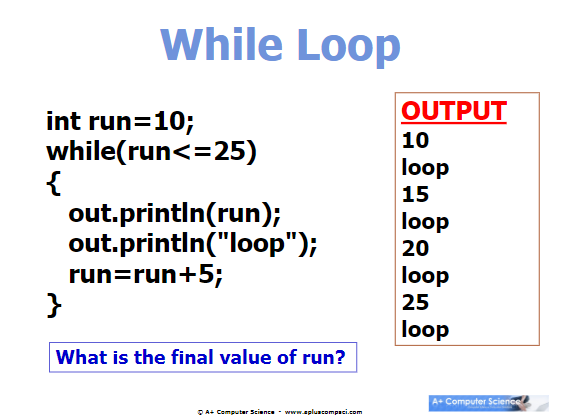 While Loop
int run=10;
while(run<=25)
{
out.println(run);
out.println("loop");
run=run+5;
}
OUTPUT
10
loop
15
loop
20
loop
25
loop
What is the final value of run?
© A+ Computer Science - www.apluscompsci.com
A+ Computer Science